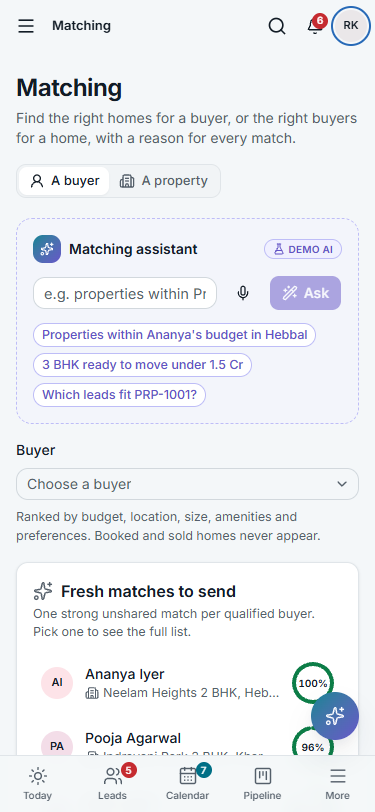 Matching
6
RK
Matching
Find the right homes for a buyer, or the right buyers
for a home, with a reason for every match.
A buyer
A property
Matching assistant
DEMO AI
e.g. properties within Pr
Ask
Properties within Ananya's budget in Hebbal
3 BHK ready to move under 1.5 Cr
Which leads fit PRP-1001?
Buyer
Choose a buyer
Ranked by budget, location, size, amenities and
preferences. Booked and sold homes never appear.
Fresh matches to send
One strong unshared match per qualified buyer.
Pick one to see the full list.
AI
Ananya Iyer
Neelam Heights 2 BHK, Heb...
100%
PA
Pooja Agarwal
96%
Today
Leads
5
Calendar
7
Pipeline
More